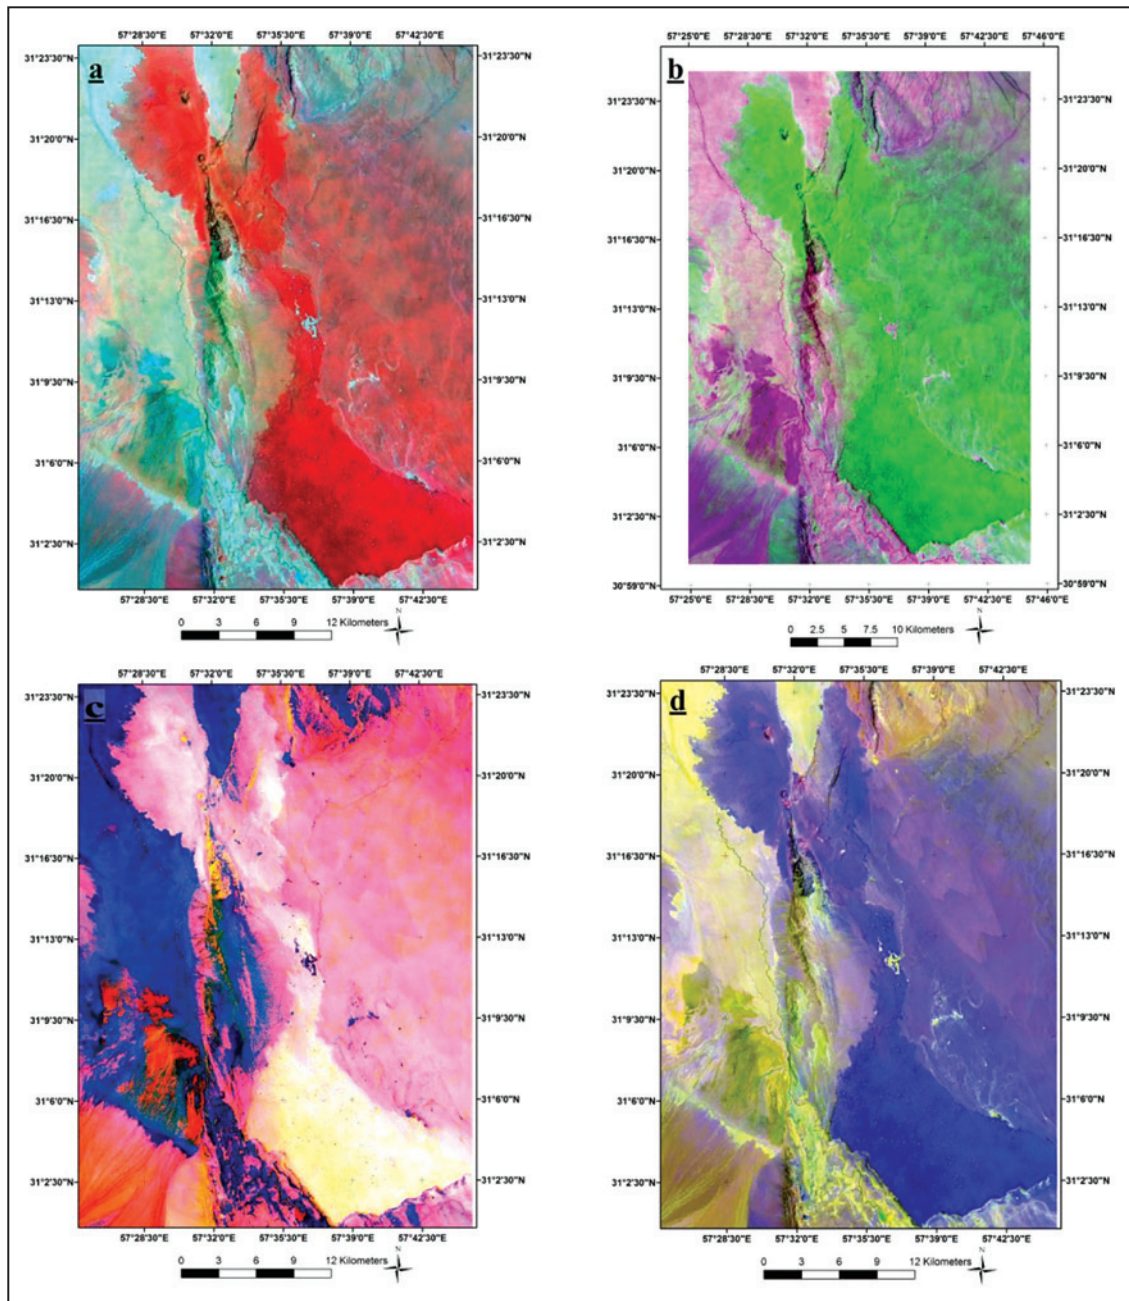 57°28'30"E 57°32'0"E 57°35'30"E 57°39'0"E 57°42'30"E
a
31°23'30"N 31°23'30"N
31°20'0"N 31°20'0"N
31°16'30"N 31°16'30"N
31°13'0"N 31°13'0"N
31°9'30"N 31°9'30"N
31°6'0"N 31°6'0"N
31°2'30"N 31°2'30"N
57°28'30"E 57°32'0"E 57°35'30"E 57°39'0"E 57°42'30"E
N
0 3 6 9 12 Kilometers
57°25'0"E 57°28'30"E 57°32'0"E 57°35'30"E 57°39'0"E 57°42'30"E 57°46'0"E
b
31°23'30"N 31°23'30"N
31°20'0"N 31°20'0"N
31°16'30"N 31°16'30"N
31°13'0"N 31°13'0"N
31°9'30"N 31°9'30"N
31°6'0"N 31°6'0"N
31°2'30"N 31°2'30"N
30°59'0"N 30°59'0"N
57°25'0"E 57°28'30"E 57°32'0"E 57°35'30"E 57°39'0"E 57°42'30"E 57°46'0"E
N
0 2.5 5 7.5 10 Kilometers
57°28'30"E 57°32'0"E 57°35'30"E 57°39'0"E 57°42'30"E
c
31°23'30"N 31°23'30"N
31°20'0"N 31°20'0"N
31°16'30"N 31°16'30"N
31°13'0"N 31°13'0"N
31°9'30"N 31°9'30"N
31°6'0"N 31°6'0"N
31°2'30"N 31°2'30"N
57°28'30"E 57°32'0"E 57°35'30"E 57°39'0"E 57°42'30"E
N
0 3 6 9 12 Kilometers
57°28'30"E 57°32'0"E 57°35'30"E 57°39'0"E 57°42'30"E
d
31°23'30"N 31°23'30"N
31°20'0"N 31°20'0"N
31°16'30"N 31°16'30"N
31°13'0"N 31°13'0"N
31°9'30"N 31°9'30"N
31°6'0"N 31°6'0"N
31°2'30"N 31°2'30"N
57°28'30"E 57°32'0"E 57°35'30"E 57°39'0"E 57°42'30"E
N
0 3 6 9 12 Kilometers